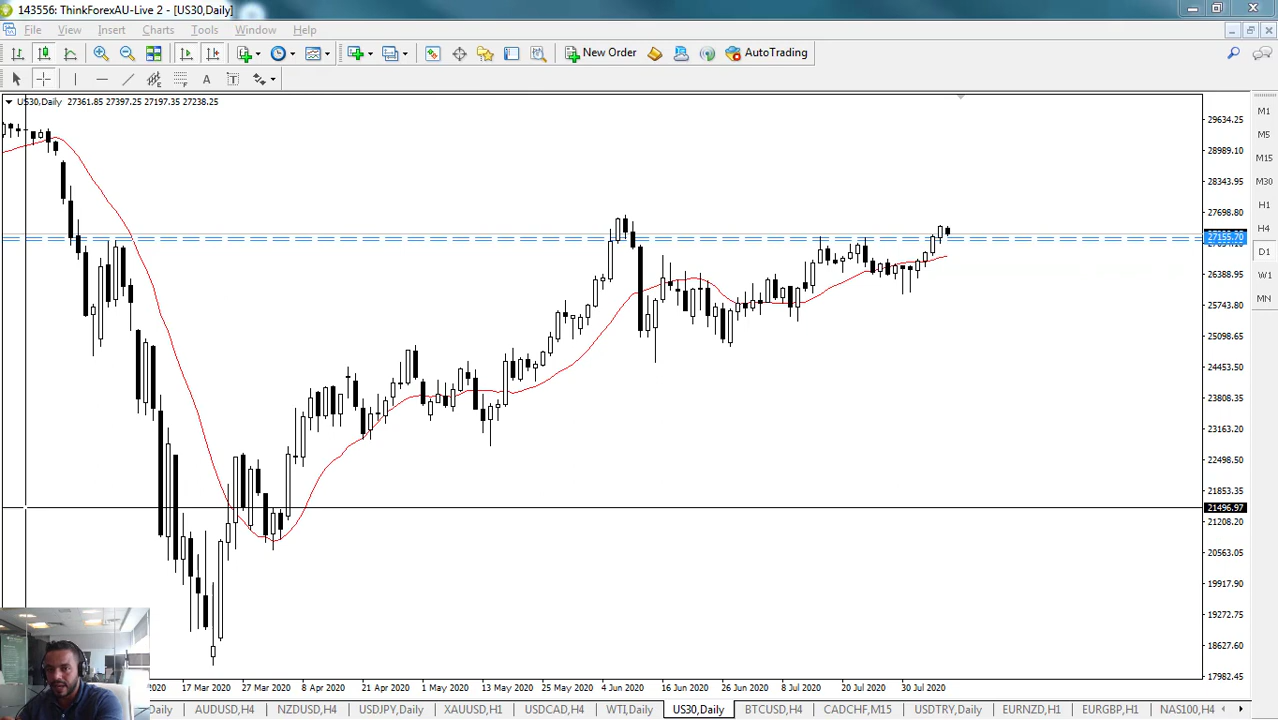 143556: ThinkForexAU-Live 2 - [US30,Daily]
File View Insert Charts Tools Window Help
New Order AutoTrading
A T
US30,Daily 27361.85 27397.25 27197.35 27238.25
29634.25
28989.10
28343.95
27698.80
27155.70
26388.95
25743.80
25098.65
24453.50
23808.35
23163.20
22498.50
21853.35
21496.97
21208.20
20563.05
19917.90
19272.75
18627.60
17982.45
M1
M5
M15
M30
H1
H4
D1
W1
MN
2020 17 Mar 2020 27 Mar 2020 8 Apr 2020 21 Apr 2020 1 May 2020 13 May 2020 25 May 2020 4 Jun 2020 16 Jun 2020 26 Jun 2020 8 Jul 2020 20 Jul 2020 30 Jul 2020
Daily AUDUSD,H4 NZDUSD,H4 USDJPY,Daily XAUUSD,H1 USDCAD,H4 WTI,Daily US30,Daily BTCUSD,H4 CADCHF,M15 USDTRY,Daily EURNZD,H1 EURGBP,H1 NAS100,H4